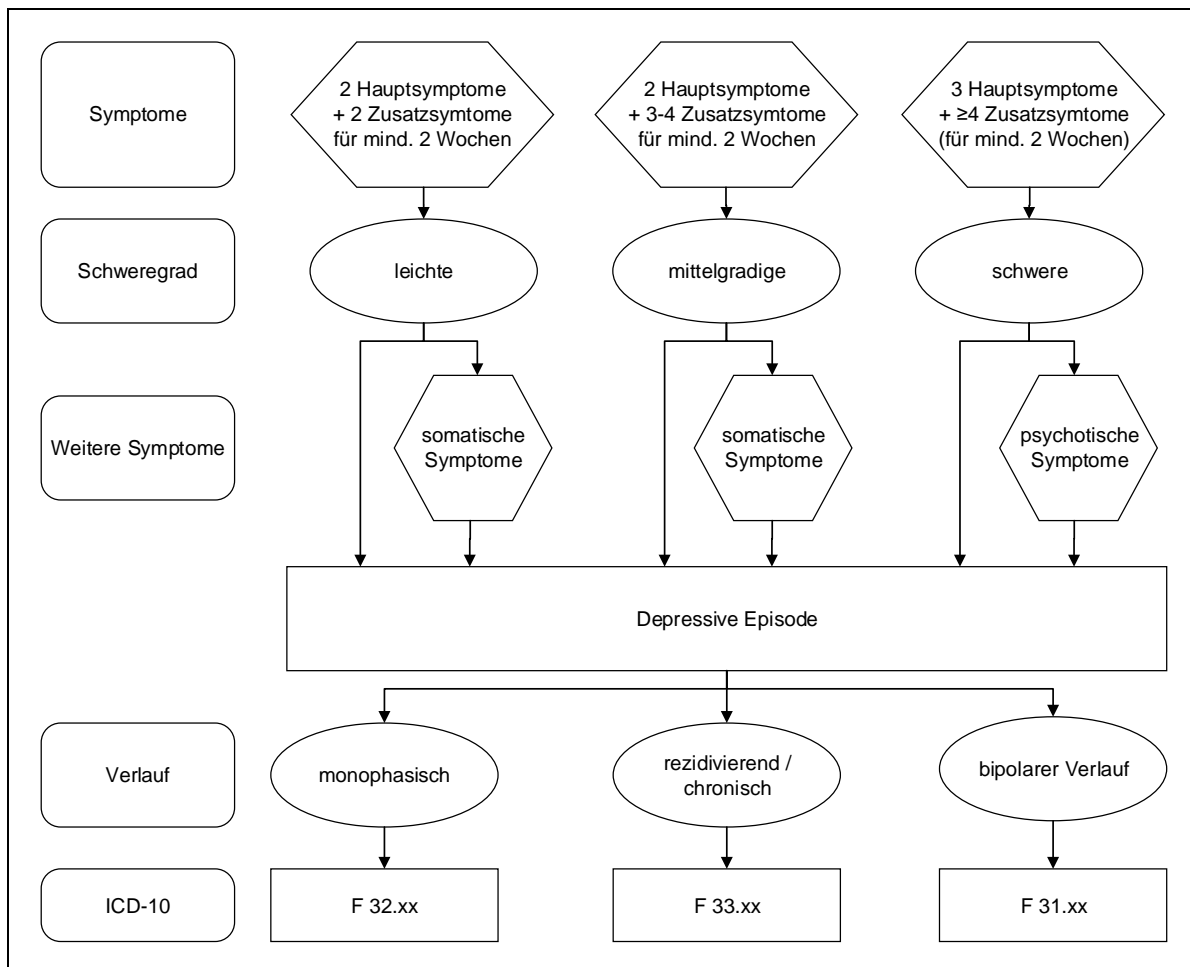 Symptome
2 Hauptsymptome
+ 2 Zusatzsymtome
für mind. 2 Wochen
2 Hauptsymptome
+ 3-4 Zusatzsymtome
für mind. 2 Wochen
3 Hauptsymptome
+ ≥4 Zusatzsymtome
(für mind. 2 Wochen)
Schweregrad
leichte
mittelgradige
schwere
Weitere Symptome
somatische
Symptome
somatische
Symptome
psychotische
Symptome
Depressive Episode
Verlauf
monophasisch
rezidivierend /
chronisch
bipolarer Verlauf
ICD-10
F 32.xx
F 33.xx
F 31.xx